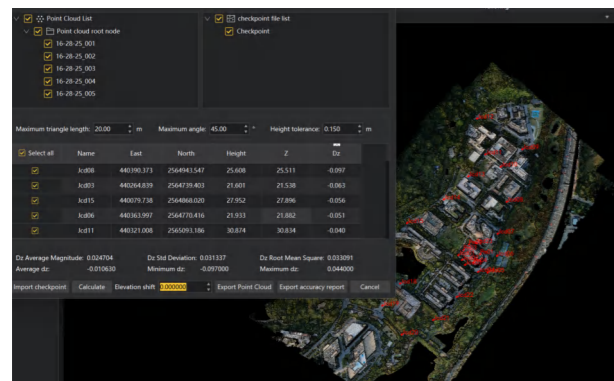 Point Cloud List
Point cloud root node
16-28-25_001
16-28-25_002
16-28-25_003
16-28-25_004
16-28-25_005
checkpoint file list
Checkpoint
Maximum triangle length: 20.00 m Maximum angle: 45.00 ° Height tolerance: 0.150 m
Select all Name East North Height Z Dz
Jcd08 440390.373 2564943.547 25.608 25.511 -0.097
Jcd03 440264.839 2564739.403 21.601 21.538 -0.063
Jcd15 440079.738 2564868.020 27.952 27.896 -0.056
Jcd06 440363.997 2564770.416 21.933 21.882 -0.051
Jcd11 440321.008 2565093.186 30.874 30.834 -0.040
Dz Average Magnitude: 0.024704 Dz Std Deviation: 0.031337 Dz Root Mean Square: 0.033091
Average dz: -0.010630 Minimum dz: -0.097000 Maximum dz: 0.044000
Import checkpoint Calculate Elevation shift 0.000000 Export Point Cloud Export accuracy report Cancel